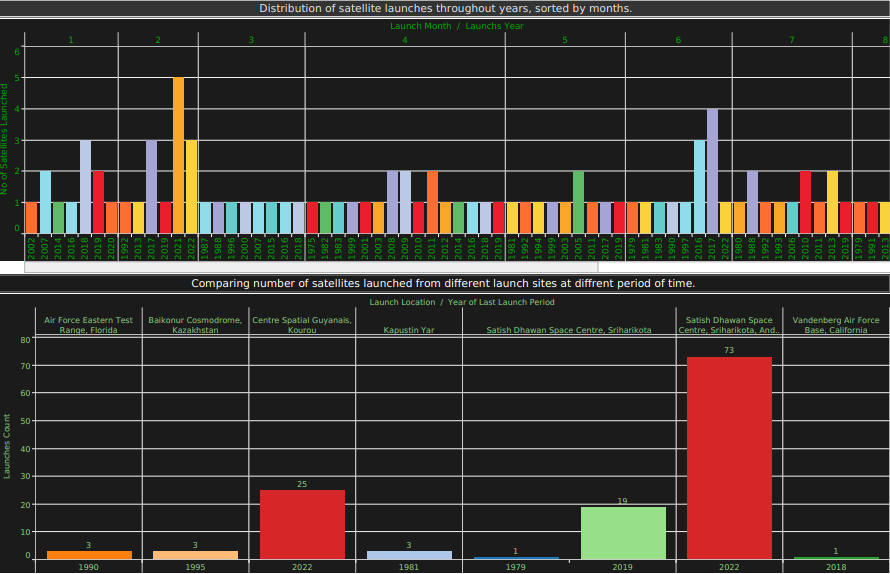 Distribution of satellite launches throughout years, sorted by months.
Launch Month / Launchs Year
1 2 3 4 5 6 7 8
No of Satellites Launched
6
5
4
3
2
1
0
2002 2007 2014 2016 2018 2019 2020 1992 2013 2017 2019 2021 2022 1987 1988 1996 2000 2007 2015 2016 2018 1975 1982 1983 1999 2001 2003 2008 2009 2011 2012 2014 2016 2018 2019 1981 1992 1994 1999 2003 2005 2011 2017 2019 1979 1981 1983 1990 1997 2016 2017 2022 1980 1988 1992 1993 2006 2010 2011 2013 2019 1979 1991 2013
Comparing number of satellites launched from different launch sites at diffrent period of time.
Launch Location / Year of Last Launch Period
Air Force Eastern Test
Range, Florida
Baikonur Cosmodrome,
Kazakhstan
Centre Spatial Guyanais,
Kourou
Kapustin Yar
Satish Dhawan Space Centre, Sriharikota
Satish Dhawan Space
Centre, Sriharikota, And..
Vandenberg Air Force
Base, California
Launches Count
80
70
60
50
40
30
20
10
0
3 3 25 3 1 19 73 1
1990 1995 2022 1981 1979 2019 2022 2018